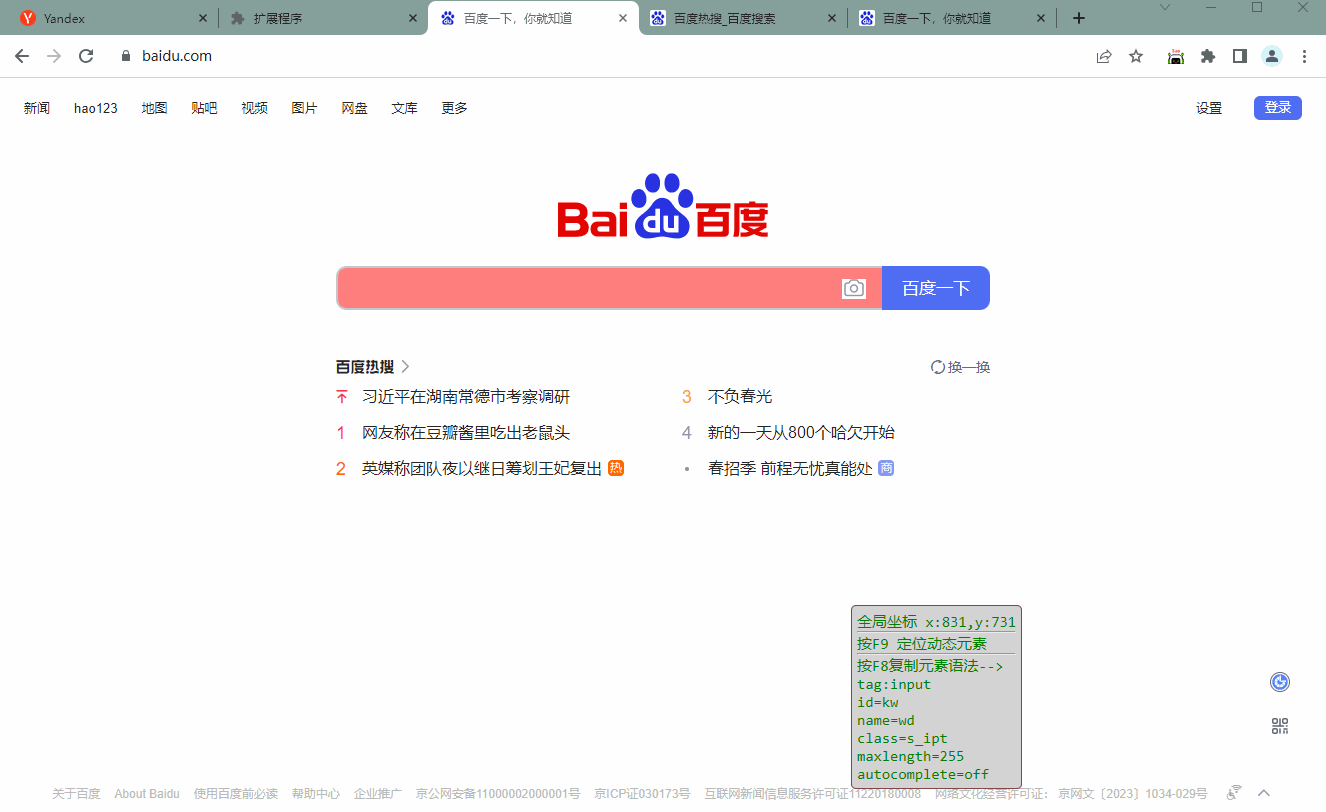 Yandex
扩展程序
百度一下，你就知道
百度热搜_百度搜索
百度一下，你就知道
baidu.com
新闻 hao123 地图 贴吧 视频 图片 网盘 文库 更多 设置 登录
Bai du 百度
百度一下
百度热搜 换一换
习近平在湖南常德市考察调研
1 网友称在豆瓣酱里吃出老鼠头
2 英媒称团队夜以继日筹划王妃复出 热
3 不负春光
4 新的一天从800个哈欠开始
• 春招季 前程无忧真能处 商
全局坐标 x:831,y:731
按F9 定位动态元素
按F8复制元素语法-->
tag:input
id=kw
name=wd
class=s_ipt
maxlength=255
autocomplete=off
关于百度 About Baidu 使用百度前必读 帮助中心 企业推广 京公网安备11000002000001号 京ICP证030173号 互联网新闻信息服务许可证11220180008 网络文化经营许可证： 京网文〔2023〕1034-029号